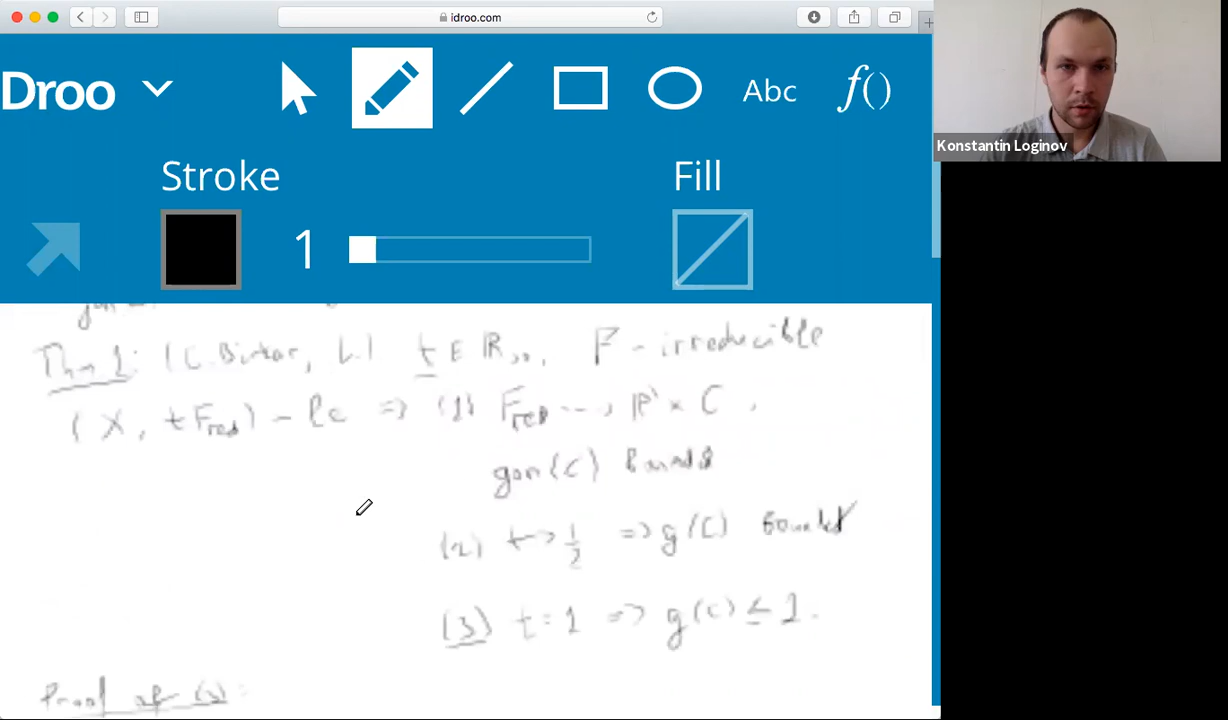 idroo.com
Droo
Abc
f()
Konstantin Loginov
Stroke
Fill
1
Thm 1: (C. Birkar, L.) t ∈ ℝ>0, F - irreducible
(X, tF_red) - lc => (1) F_red ---> ℙ¹ × C,
gon(C) bounded
(2) t > 1/2 => g(C) bounded
(3) t = 1 => g(C) ≤ 1.
Proof of (3):